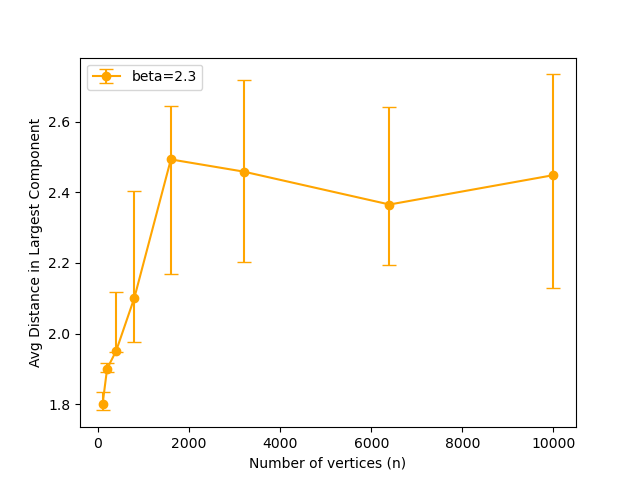 beta=2.3
Avg Distance in Largest Component
2.6
2.4
2.2
2.0
1.8
0 2000 4000 6000 8000 10000
Number of vertices (n)